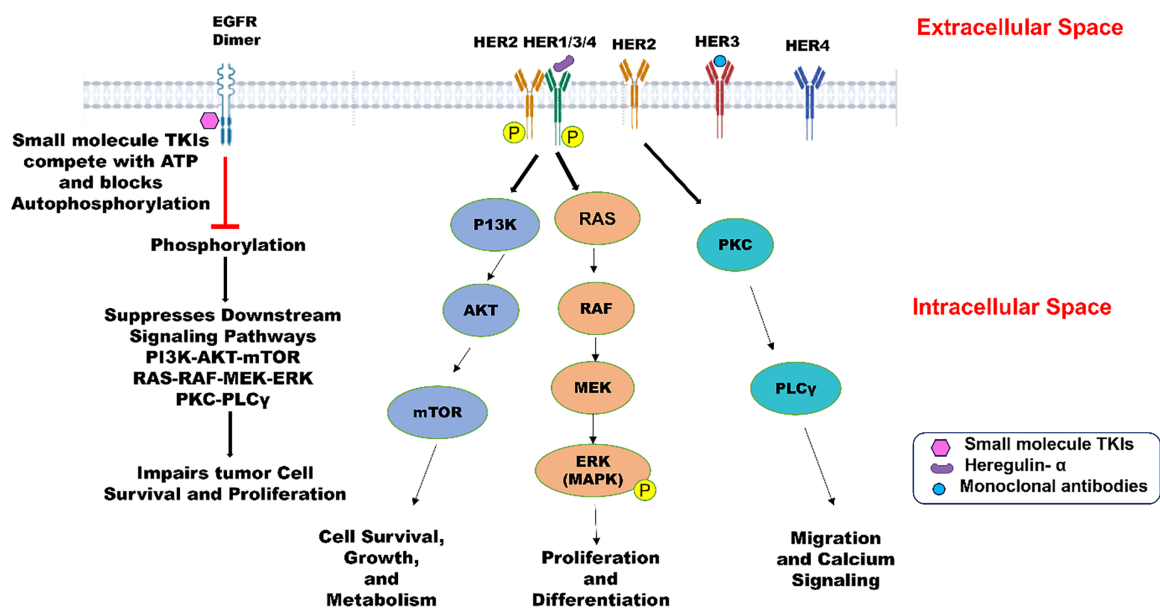 EGFR
Dimer
HER2 HER1/3/4
HER2
HER3
HER4
Extracellular Space
P
P
Small molecule TKIs
compete with ATP
and blocks
Autophosphorylation
Phosphorylation
Suppresses Downstream
Signaling Pathways
PI3K-AKT-mTOR
RAS-RAF-MEK-ERK
PKC-PLCγ
Impairs tumor Cell
Survival and Proliferation
P13K
AKT
mTOR
Cell Survival,
Growth,
and
Metabolism
RAS
RAF
MEK
ERK
(MAPK)
P
Proliferation
and
Differentiation
PKC
PLCγ
Migration
and Calcium
Signaling
Intracellular Space
Small molecule TKIs
Heregulin- α
Monoclonal antibodies